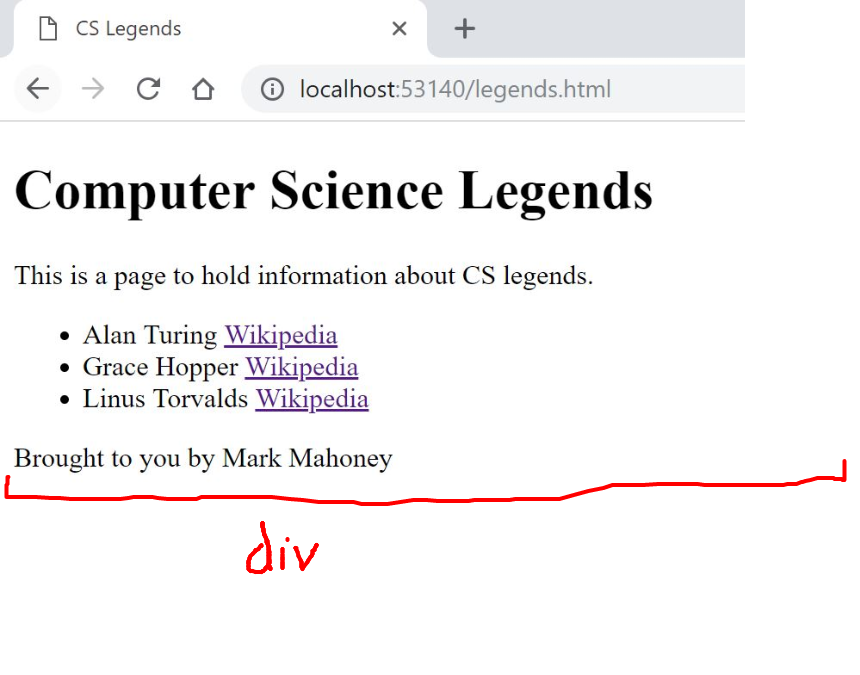 CS Legends
localhost:53140/legends.html
Computer Science Legends
This is a page to hold information about CS legends.
• Alan Turing Wikipedia
• Grace Hopper Wikipedia
• Linus Torvalds Wikipedia
Brought to you by Mark Mahoney
div